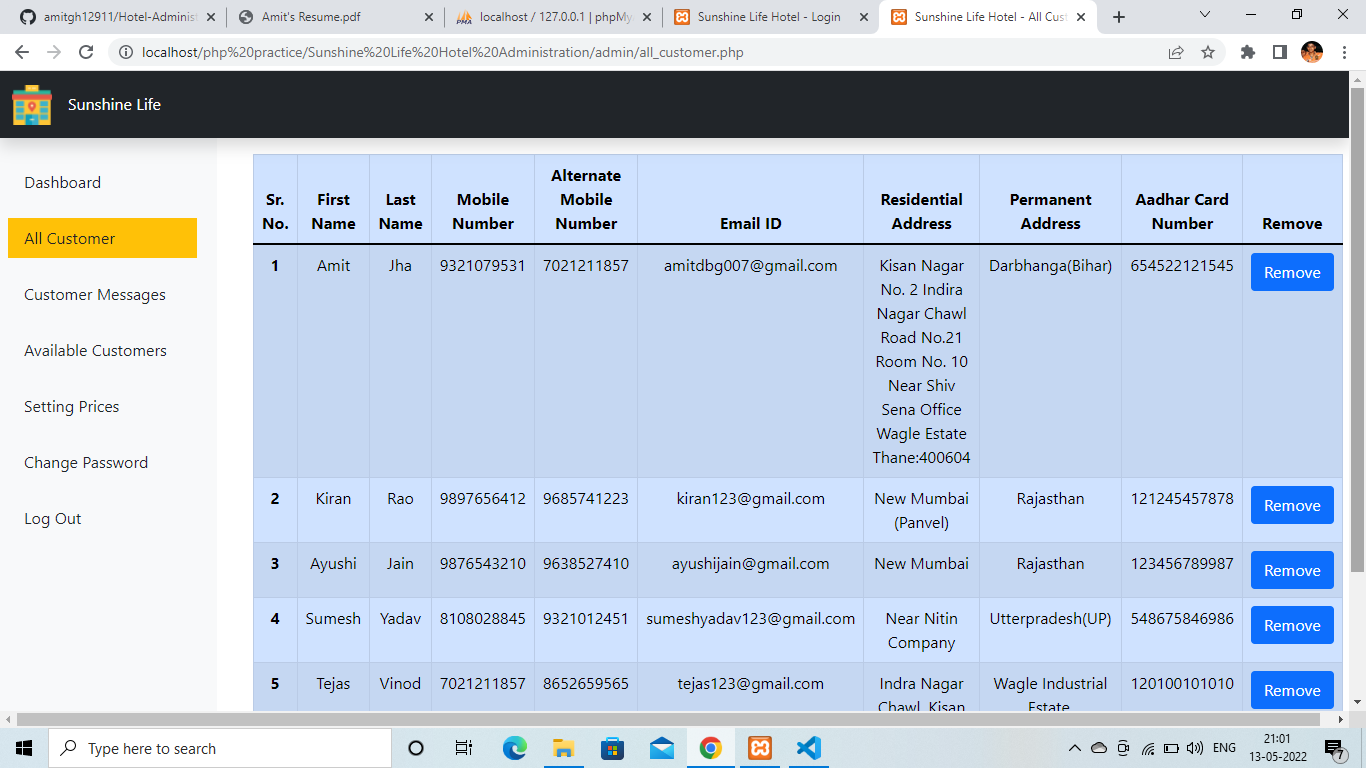 amitgh12911/Hotel-Administ
Amit's Resume.pdf
localhost / 127.0.0.1 | phpMy
Sunshine Life Hotel - Login
Sunshine Life Hotel - All Cust
localhost/php%20practice/Sunshine%20Life%20Hotel%20Administration/admin/all_customer.php
Sunshine Life
Dashboard
All Customer
Customer Messages
Available Customers
Setting Prices
Change Password
Log Out
Sr. No. First Name Last Name Mobile Number Alternate Mobile Number Email ID Residential Address Permanent Address Aadhar Card Number Remove
1 Amit Jha 9321079531 7021211857 amitdbg007@gmail.com Kisan Nagar No. 2 Indira Nagar Chawl Road No.21 Room No. 10 Near Shiv Sena Office Wagle Estate Thane:400604 Darbhanga(Bihar) 654522121545 Remove
2 Kiran Rao 9897656412 9685741223 kiran123@gmail.com New Mumbai (Panvel) Rajasthan 121245457878 Remove
3 Ayushi Jain 9876543210 9638527410 ayushijain@gmail.com New Mumbai Rajasthan 123456789987 Remove
4 Sumesh Yadav 8108028845 9321012451 sumeshyadav123@gmail.com Near Nitin Company Utterpradesh(UP) 548675846986 Remove
5 Tejas Vinod 7021211857 8652659565 tejas123@gmail.com Indra Nagar Chawl, Kisan Wagle Industrial Estate 120100101010 Remove
Type here to search
ENG
21:01
13-05-2022
7